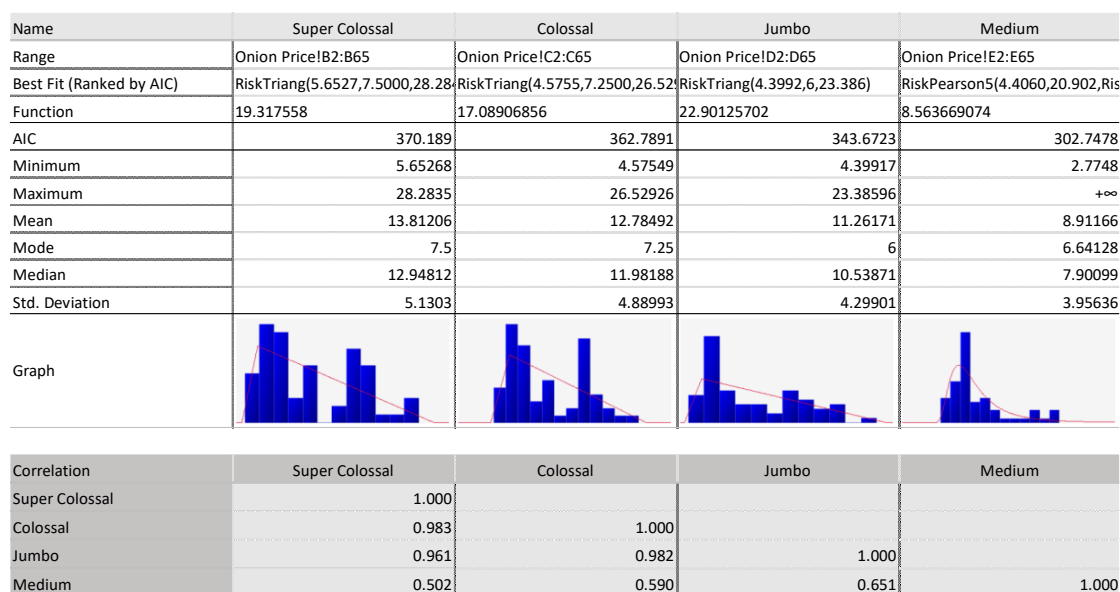 Name Super Colossal Colossal Jumbo Medium
Range Onion Price!B2:B65 Onion Price!C2:C65 Onion Price!D2:D65 Onion Price!E2:E65
Best Fit (Ranked by AIC) RiskTriang(5.6527,7.5000,28.284 RiskTriang(4.5755,7.2500,26.529 RiskTriang(4.3992,6,23.386) RiskPearson5(4.4060,20.902,Ris
Function 19.317558 17.08906856 22.90125702 8.563669074
AIC 370.189 362.7891 343.6723 302.7478
Minimum 5.65268 4.57549 4.39917 2.7748
Maximum 28.2835 26.52926 23.38596 +∞
Mean 13.81206 12.78492 11.26171 8.91166
Mode 7.5 7.25 6 6.64128
Median 12.94812 11.98188 10.53871 7.90099
Std. Deviation 5.1303 4.88993 4.29901 3.95636
Graph
Correlation Super Colossal Colossal Jumbo Medium
Super Colossal 1.000
Colossal 0.983 1.000
Jumbo 0.961 0.982 1.000
Medium 0.502 0.590 0.651 1.000